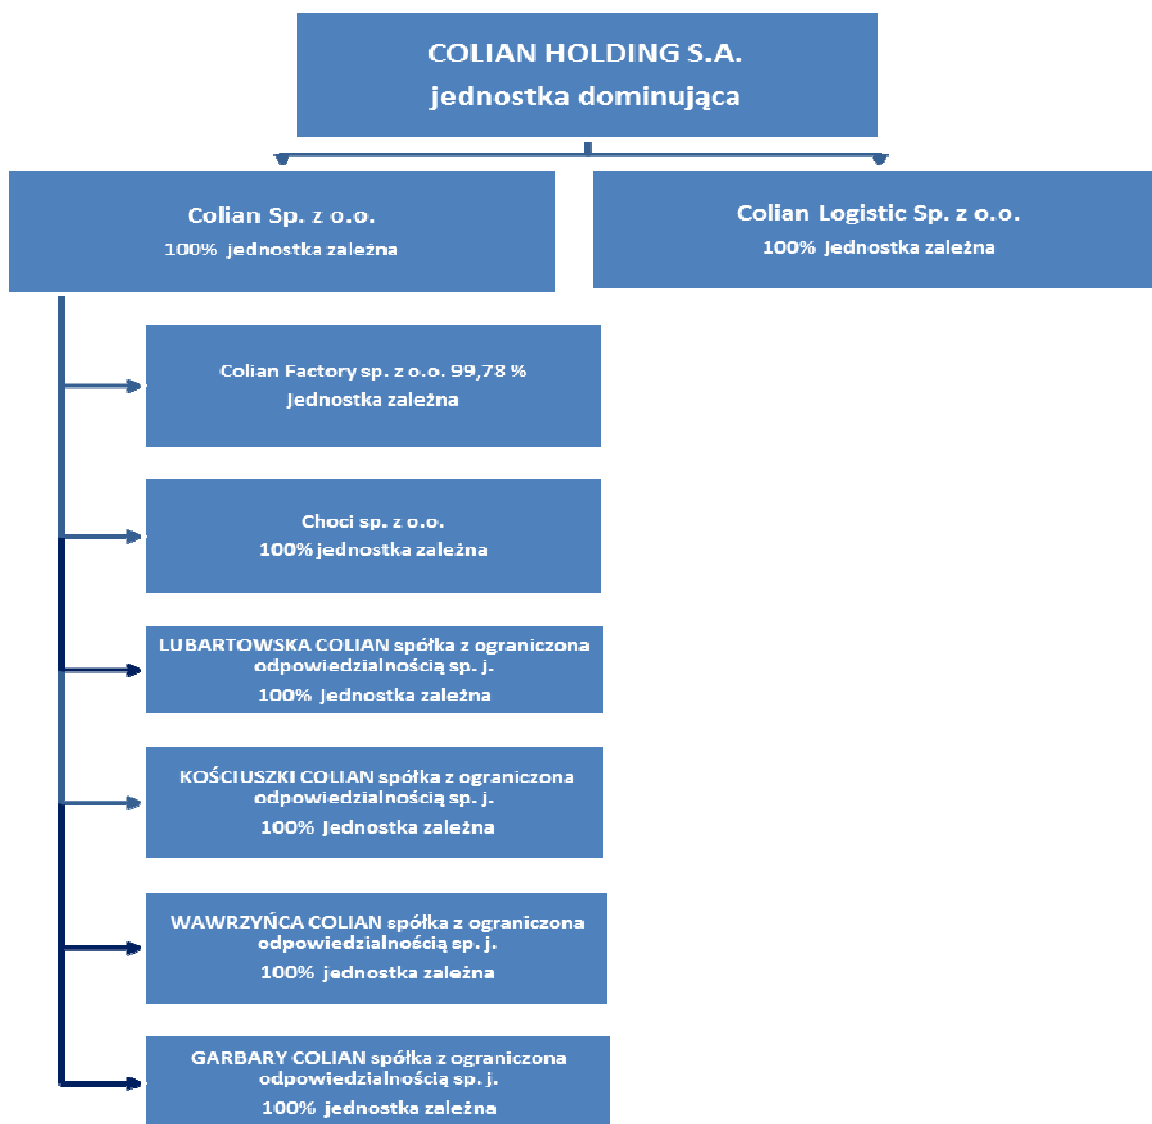 COLIAN HOLDING S.A.
jednostka dominująca
Colian Sp. z o.o.
100% jednostka zależna
Colian Logistic Sp. z o.o.
100% Jednostka zależna
Colian Factory sp. z o.o. 99,78 %
Jednostka zależna
Choci sp. z o.o.
100% jednostka zależna
LUBARTOWSKA COLIAN spółka z ograniczona
odpowiedzialnością sp. j.
100% Jednostka zależna
KOŚCIUSZKI COLIAN spółka z ograniczona
odpowiedzialnością sp. j.
100% Jednostka zależna
WAWRZYŃCA COLIAN spółka z ograniczona
odpowiedzialnością sp. j.
100% jednostka zależna
GARBARY COLIAN spółka z ograniczona
odpowiedzialnością sp. j.
100% jednostka zależna